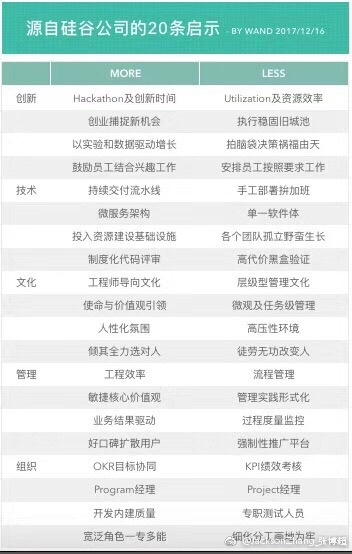 源自硅谷公司的20条启示 - BY WAND 2017/12/16
MORE LESS
创新 Hackathon及创新时间 Utilization及资源效率
创业捕捉新机会 执行稳固旧城池
以实验和数据驱动增长 拍脑袋决策祸福由天
鼓励员工结合兴趣工作 安排员工按照要求工作
技术 持续交付流水线 手工部署拚加班
微服务架构 单一软件体
投入资源建设基础设施 各个团队孤立野蛮生长
制度化代码评审 高代价黑盒验证
文化 工程师导向文化 层级型管理文化
使命与价值观引领 微观及任务级管理
人性化氛围 高压性环境
倾其全力选对人 徒劳无功改变人
管理 工程效率 流程管理
敏捷核心价值观 管理实践形式化
业务结果驱动 过程度量监控
好口碑扩散用户 强制性推广平台
组织 OKR目标协同 KPI绩效考核
Program经理 Project经理
开发内建质量 专职测试人员
宽泛角色一专多能 细化分工画地为牢